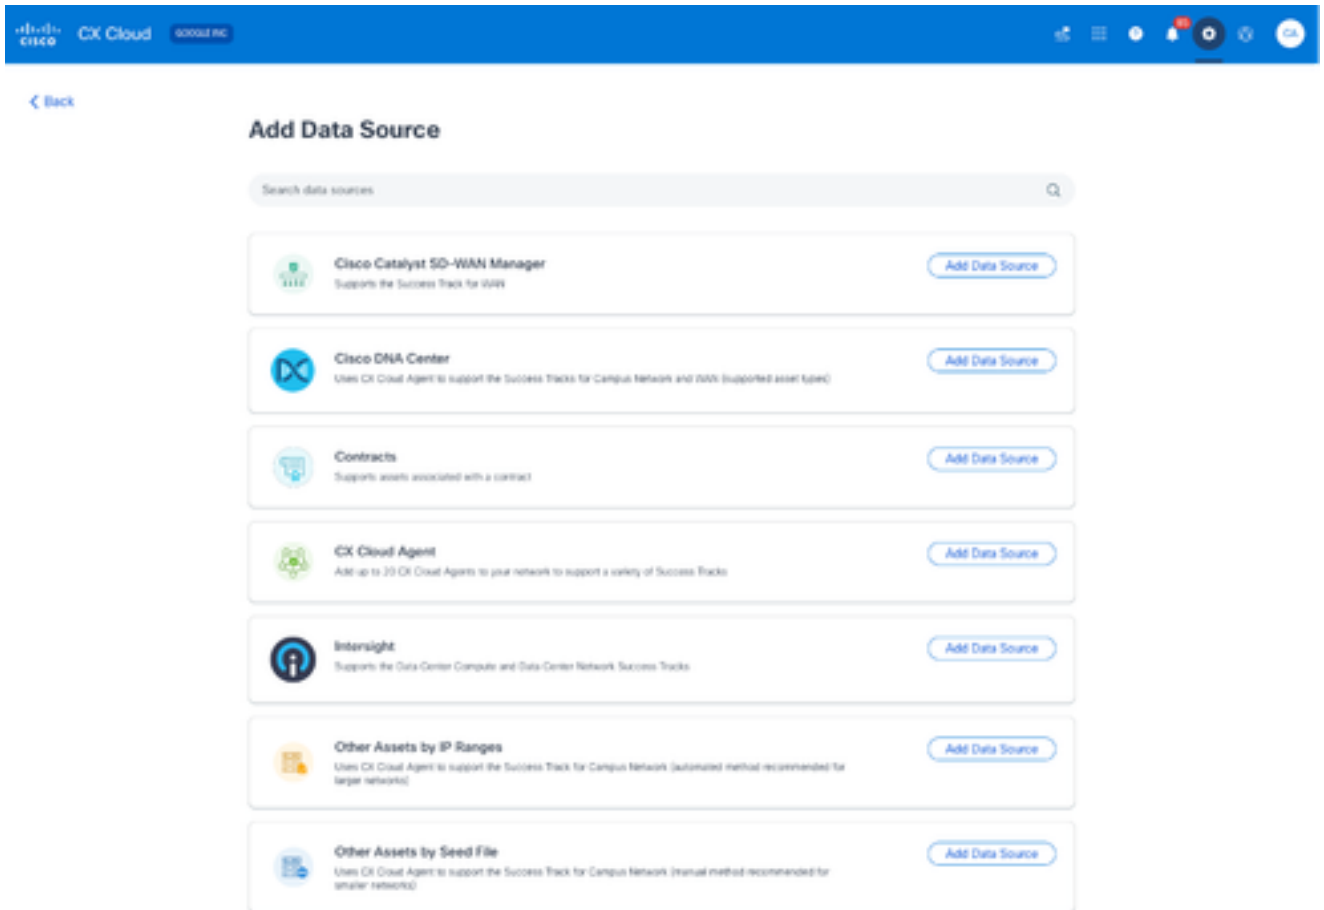 CISCO CX Cloud GOOGLE INC 85 CA
Back
Add Data Source
Search data sources
Cisco Catalyst SD-WAN Manager
Add Data Source
Supports the Success Track for WAN
Cisco DNA Center
Add Data Source
Uses CX Cloud Agent to support the Success Tracks for Campus Network and WAN (supported asset types)
Contracts
Add Data Source
Supports assets associated with a contract
CX Cloud Agent
Add Data Source
Add up to 20 CX Cloud Agents to your network to support a variety of Success Tracks
Intersight
Add Data Source
Supports the Data Center Compute and Data Center Network Success Tracks
Other Assets by IP Ranges
Add Data Source
Uses CX Cloud Agent to support the Success Track for Campus Network (automated method recommended for
larger networks)
Other Assets by Seed File
Add Data Source
Uses CX Cloud Agent to support the Success Track for Campus Network (manual method recommended for
smaller networks)